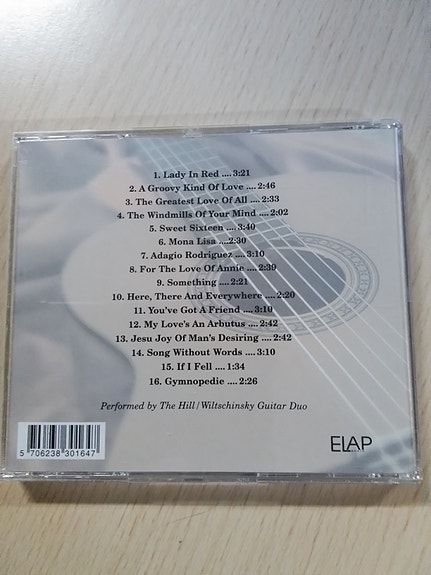 1. Lady In Red .... 3:21
2. A Groovy Kind Of Love .... 2:46
3. The Greatest Love Of All .... 2:33
4. The Windmills Of Your Mind .... 2:02
5. Sweet Sixteen .... 3:40
6. Mona Lisa ....2:30
7. Adagio Rodriguez .... 3:10
8. For The Love Of Annie .... 2:39
9. Something .... 2:21
10. Here, There And Everywhere .... 2:20
11. You've Got A Friend .... 3:10
12. My Love's An Arbutus .... 2:42
13. Jesu Joy Of Man's Desiring .... 2:42
14. Song Without Words .... 3:10
15. If I Fell .... 1:34
16. Gymnopedie .... 2:26
Performed by The Hill/Wiltschinsky Guitar Duo
5 706238 301647
ELAP